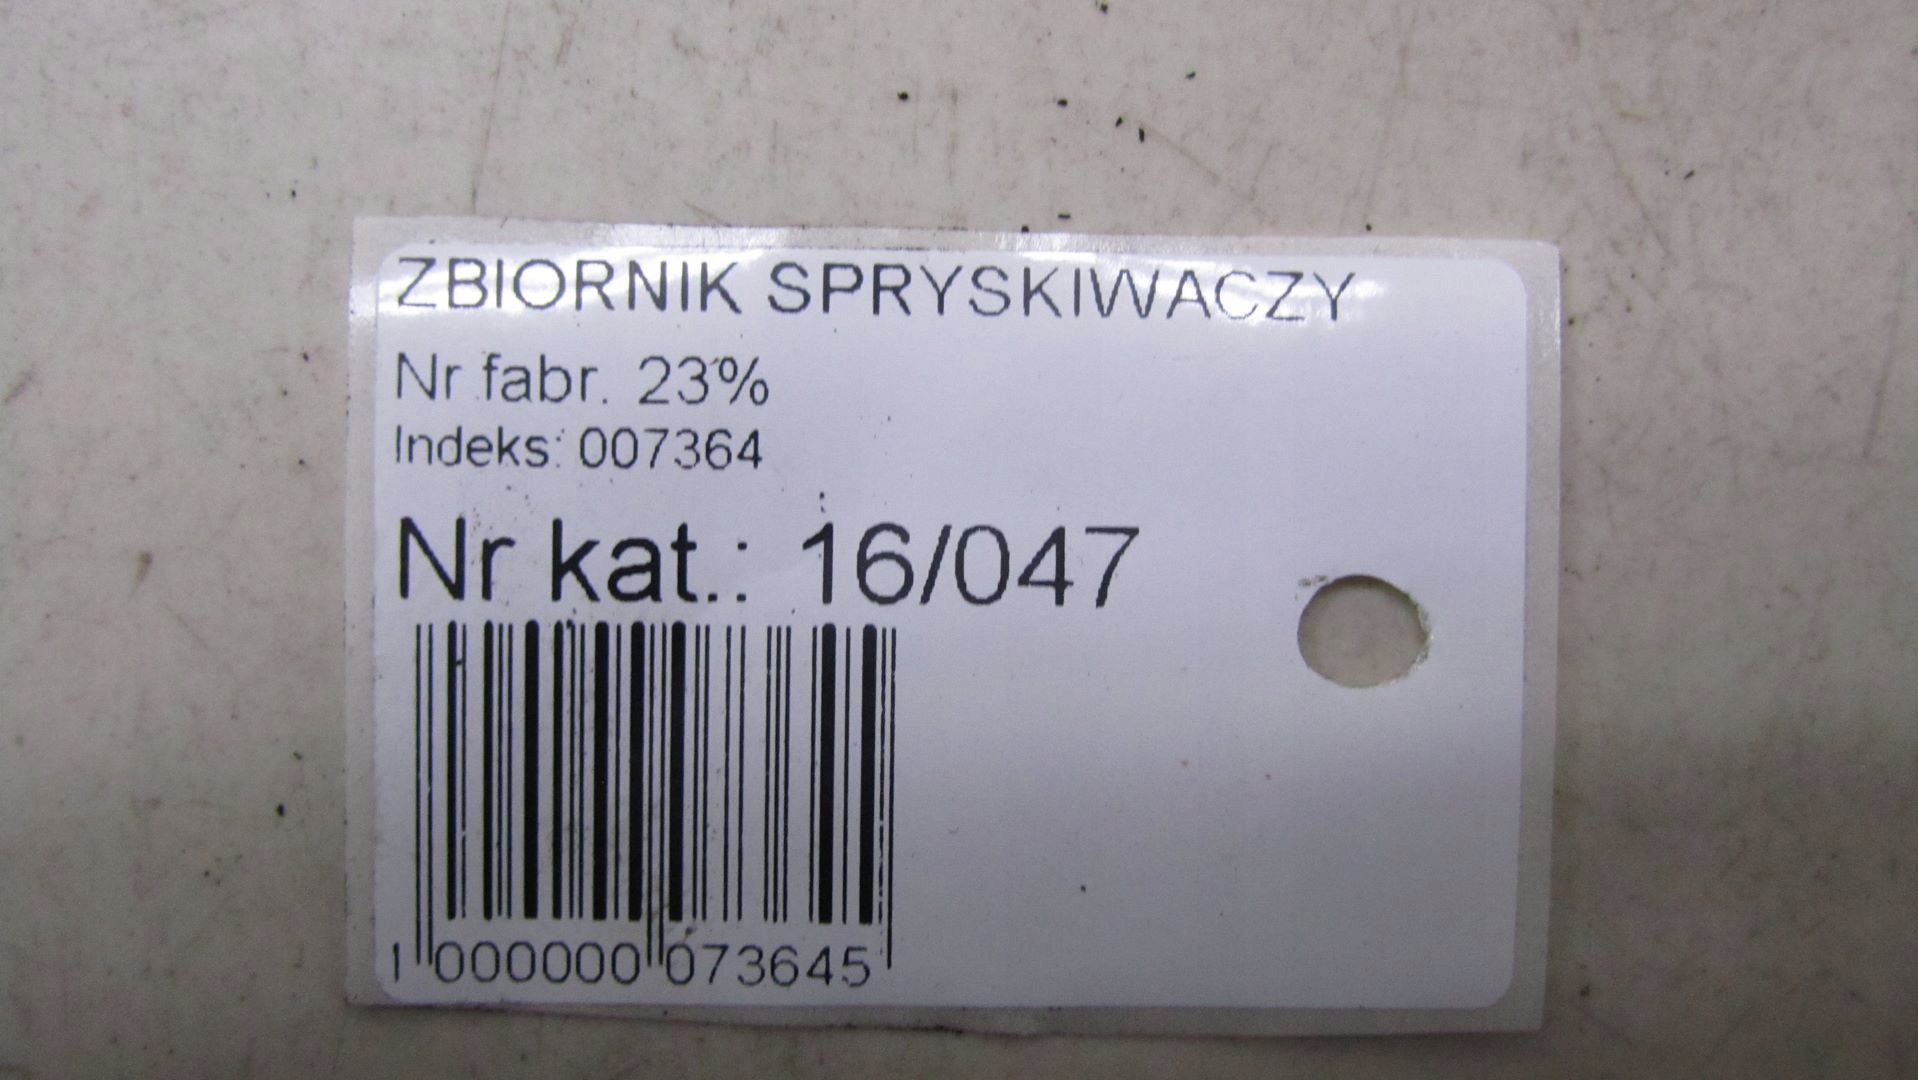 ZBIORNIK SPRYSKIWACZY
Nr fabr. 23%
Indeks: 007364
Nr kat.: 16/047
1 000000 073645